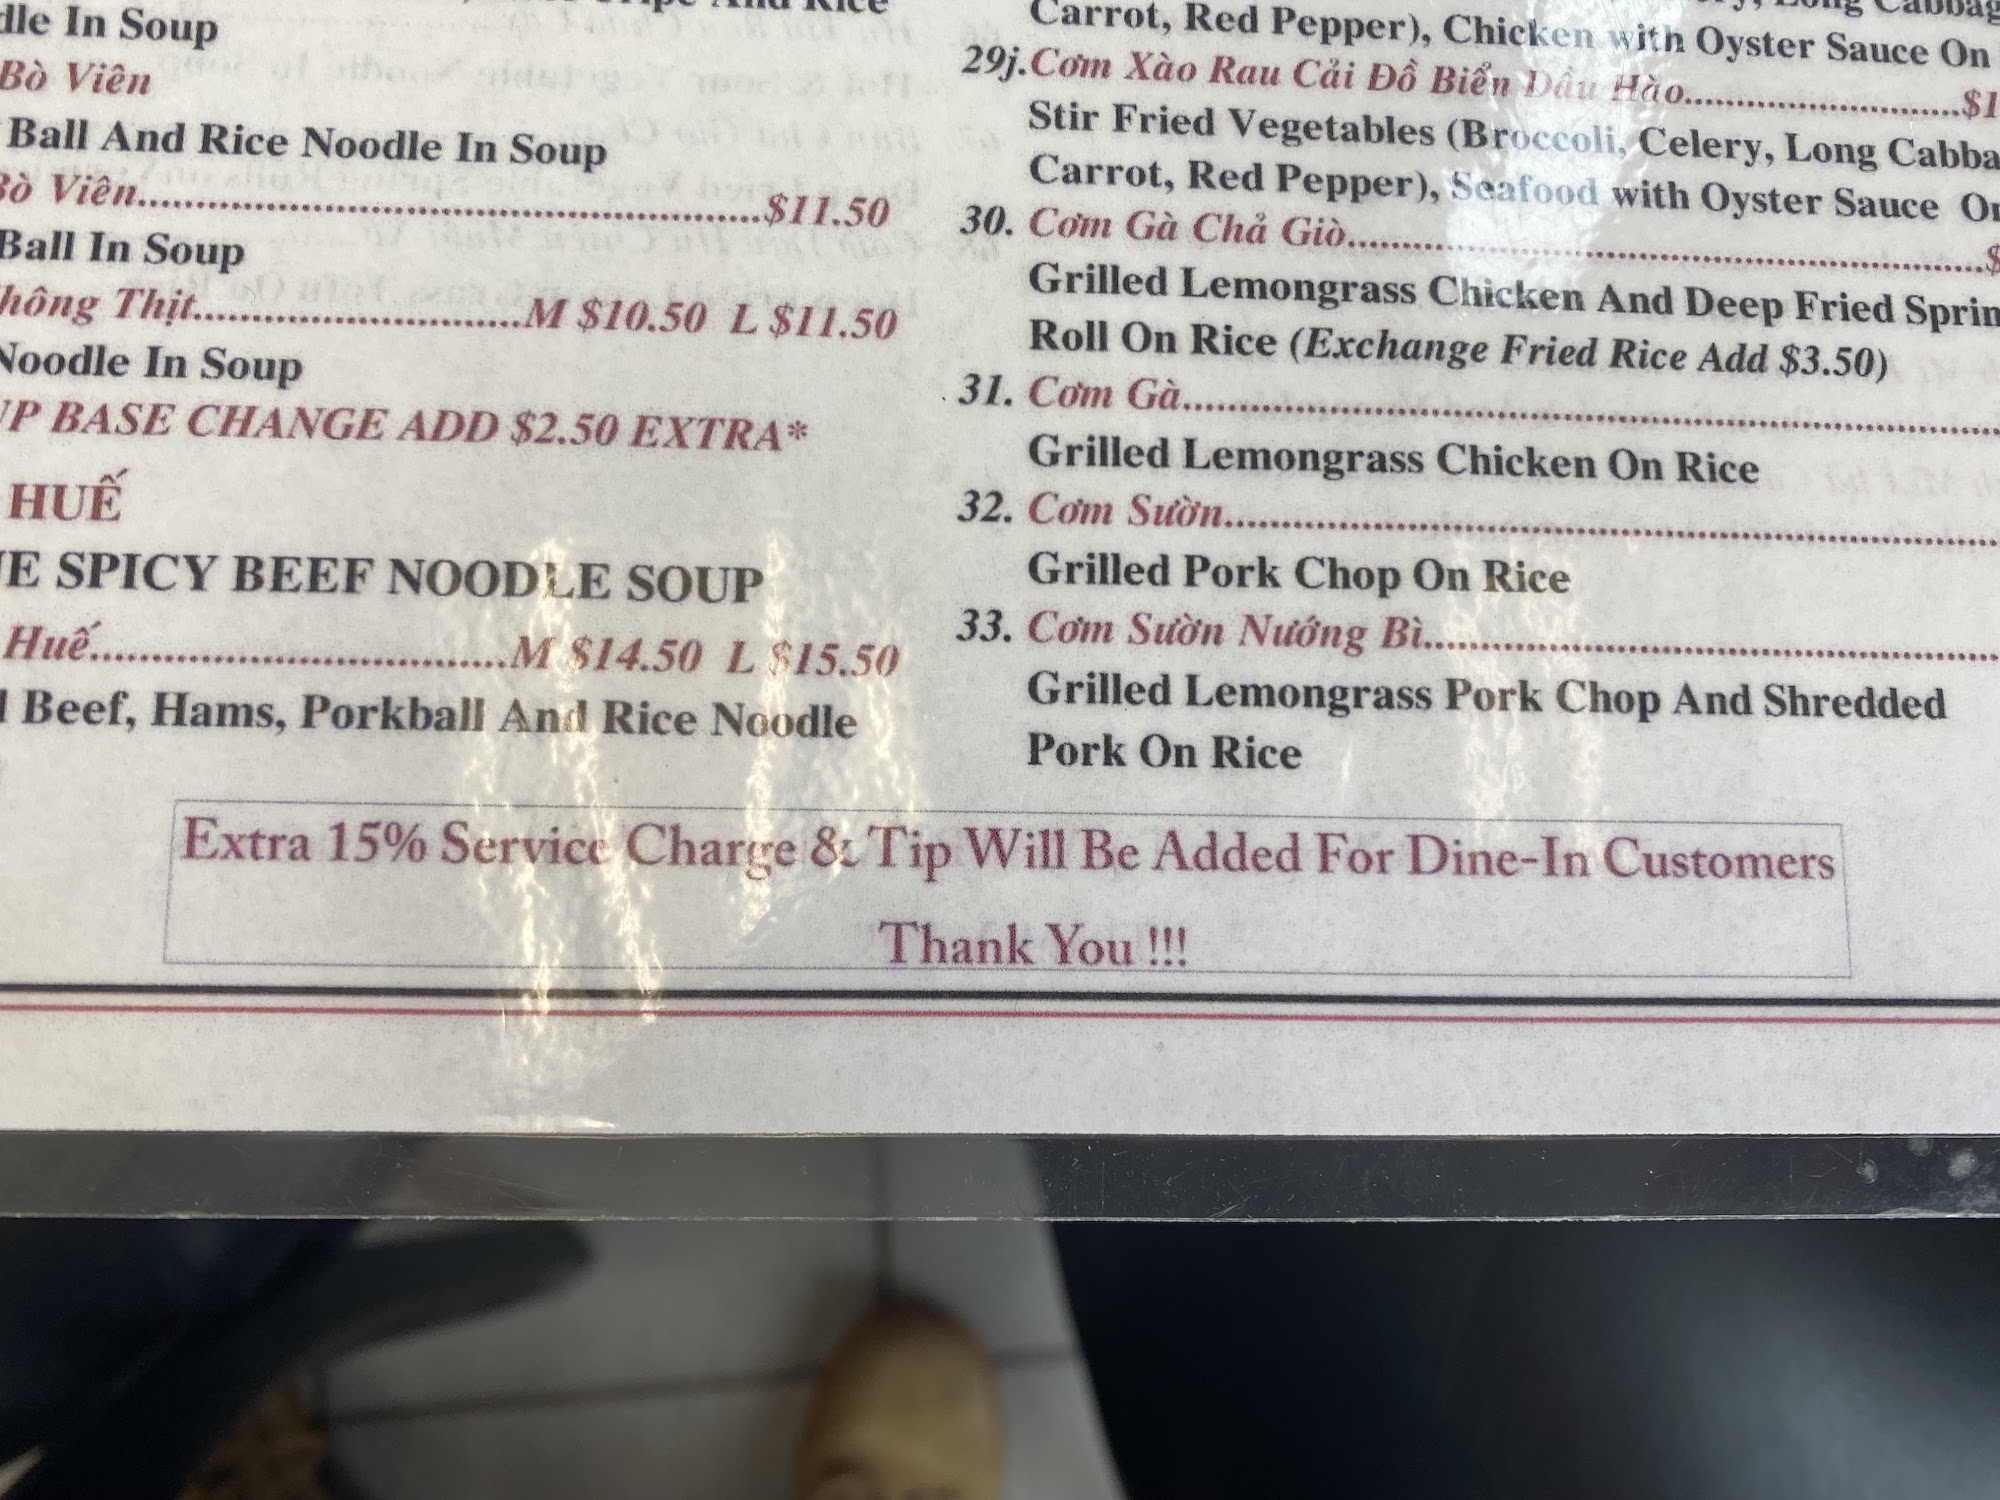 And Rice
In Soup
Bò Viên
Ball And Rice Noodle In Soup
Bò Viên..........$11.50
Ball In Soup
Thịt..........M $10.50 L $11.50
Noodle In Soup
BASE CHANGE ADD $2.50 EXTRA*
HUẾ
SPICY BEEF NOODLE SOUP
Huế..........M $14.50 L $15.50
Beef, Hams, Porkball And Rice Noodle
Carrot, Red Pepper), Chicken with Oyster Sauce On
29j. Cơm Xào Rau Cải Đồ Biển Dầu Hào..........$1
Stir Fried Vegetables (Broccoli, Celery, Long Cabba
Carrot, Red Pepper), Seafood with Oyster Sauce On
30. Cơm Gà Chả Giò..........$
Grilled Lemongrass Chicken And Deep Fried Sprin
Roll On Rice (Exchange Fried Rice Add $3.50)
31. Cơm Gà..........
Grilled Lemongrass Chicken On Rice
32. Cơm Sườn..........
Grilled Pork Chop On Rice
33. Cơm Sườn Nướng Bì..........
Grilled Lemongrass Pork Chop And Shredded
Pork On Rice
Extra 15% Service Charge & Tip Will Be Added For Dine-In Customers
Thank You !!!